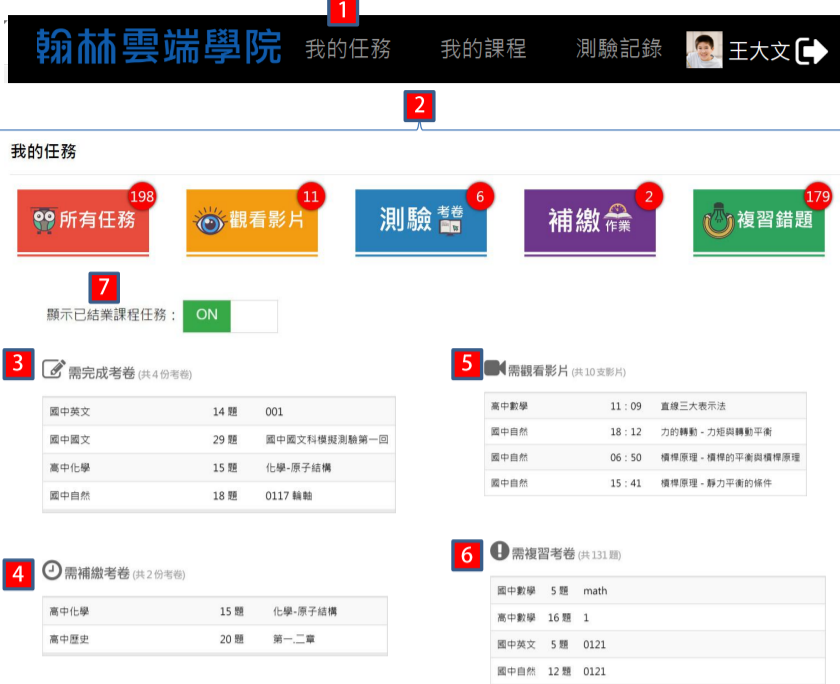 1
翰林雲端學院 我的任務 我的課程 測驗記錄 王大文
2
我的任務
198 11 6 2 179
所有任務 觀看影片 測驗 考卷 補繳 作業 複習錯題
7
顯示已結業課程任務： ON
3 需完成考卷 (共4份考卷)
國中英文 14 題 001
國中國文 29 題 國中國文科模擬測驗第一回
高中化學 15 題 化學-原子結構
國中自然 18 題 0117 輪軸
5 需觀看影片 (共10支影片)
高中數學 11：09 直線三大表示法
國中自然 18：12 力的轉動 - 力矩與轉動平衡
國中自然 06：50 槓桿原理 - 槓桿的平衡與槓桿原理
國中自然 15：41 槓桿原理 - 靜力平衡的條件
4 需補繳考卷 (共2份考卷)
高中化學 15 題 化學-原子結構
高中歷史 20 題 第一.二章
6 需複習考卷 (共131題)
國中數學 5 題 math
高中數學 16 題 1
國中英文 5 題 0121
國中自然 12 題 0121